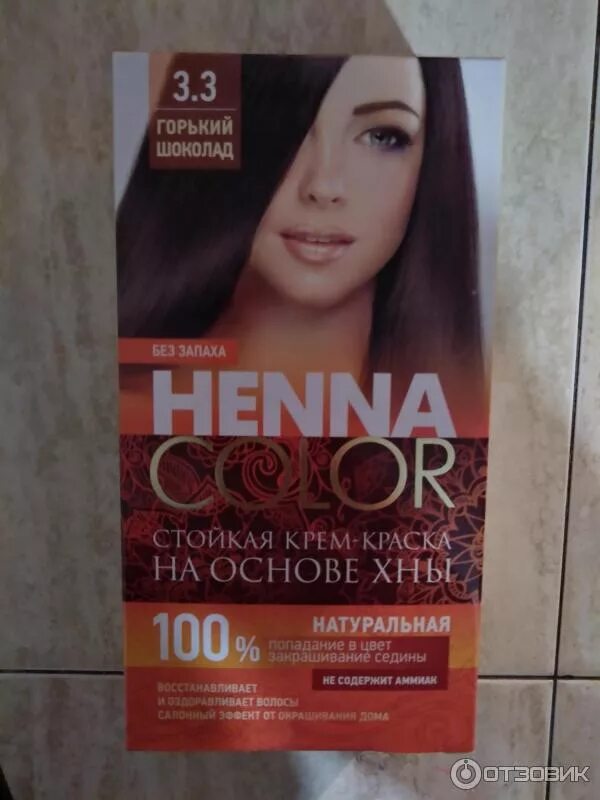 3.3
ГОРЬКИЙ
ШОКОЛАД
БЕЗ ЗАПАХА
HENNA
COLOR
СТОЙКАЯ КРЕМ-КРАСКА
НА ОСНОВЕ ХНЫ
НАТУРАЛЬНАЯ
100% попадание в цвет
закрашивание седины
НЕ СОДЕРЖИТ АММИАК
ВОССТАНАВЛИВАЕТ
И ОЗДОРАВЛИВАЕТ ВОЛОСЫ
САЛОННЫЙ ЭФФЕКТ ОТ ОКРАШИВАНИЯ ДОМА
ОТЗОВИК